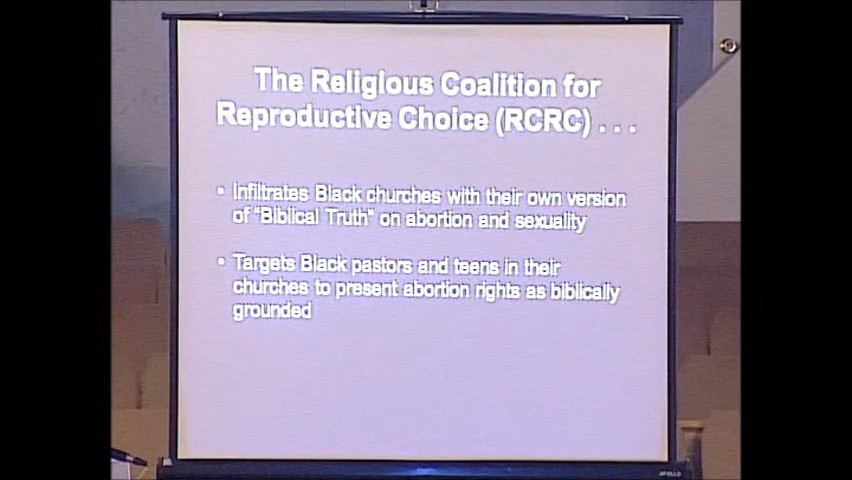 The Religious Coalition for
Reproductive Choice (RCRC) . . .
• Infiltrates Black churches with their own version
of "Biblical Truth" on abortion and sexuality
• Targets Black pastors and teens in their
churches to present abortion rights as biblically
grounded
APOLLO